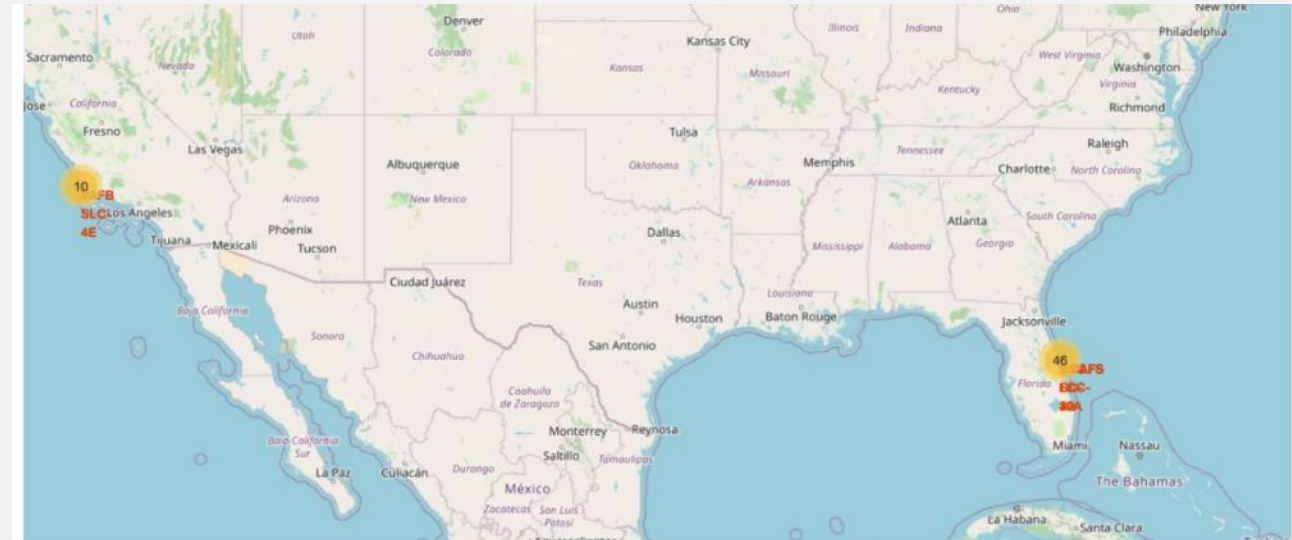 New York
Ohio
Denver
Utah
Illinois
Indiana
Philadelphia
Kansas City
Sacramento
Colorado
West Virginia
Nevada
Kansas
Missouri
Washington
Virginia
Kentucky
Jose
California
Richmond
Fresno
Tulsa
Las Vegas
Raleigh
Tennessee
Albuquerque
Oklahoma
Memphis
Charlotte
North Carolina
10
Arkansas
AFB
Arizona
New Mexico
SLC-
Los Angeles
South Carolina
Atlanta
4E
Phoenix
Dallas
Tijuana
Mexicali
Tucson
Mississippi
Alabama
Georgia
Ciudad Juárez
Texas
Louisiana
Austin
Baja California
Houston
Baton Rouge
Jacksonville
Sonora
San Antonio
Chihuahua
46
AFS
Florida
Coahuila
de Zaragoza
Monterrey
Reynosa
Baja California
Sur
Saltillo
Miami
Nassau
Tamaulipas
La Paz
Culiacán
Durango
México
The Bahamas
Zacatecas
San Luis
Potosí
La Habana
Santa Clara